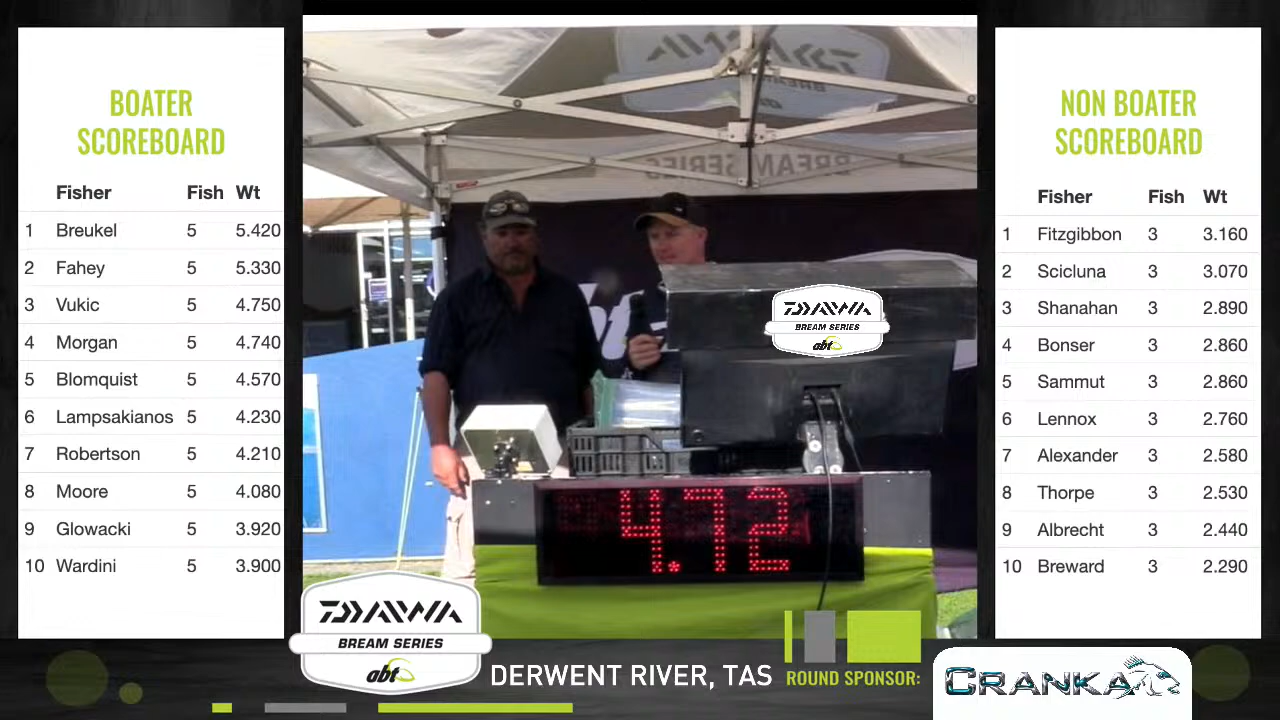 BOATER
SCOREBOARD
Fisher Fish Wt
1 Breukel 5 5.420
2 Fahey 5 5.330
3 Vukic 5 4.750
4 Morgan 5 4.740
5 Blomquist 5 4.570
6 Lampsakianos 5 4.230
7 Robertson 5 4.210
8 Moore 5 4.080
9 Glowacki 5 3.920
10 Wardini 5 3.900
BREAM SERIES
DAIWA
BREAM SERIES
abt
4.72
NON BOATER
SCOREBOARD
Fisher Fish Wt
1 Fitzgibbon 3 3.160
2 Scicluna 3 3.070
3 Shanahan 3 2.890
4 Bonser 3 2.860
5 Sammut 3 2.860
6 Lennox 3 2.760
7 Alexander 3 2.580
8 Thorpe 3 2.530
9 Albrecht 3 2.440
10 Breward 3 2.290
DAIWA
BREAM SERIES
abt
DERWENT RIVER, TAS
ROUND SPONSOR:
CRANKA